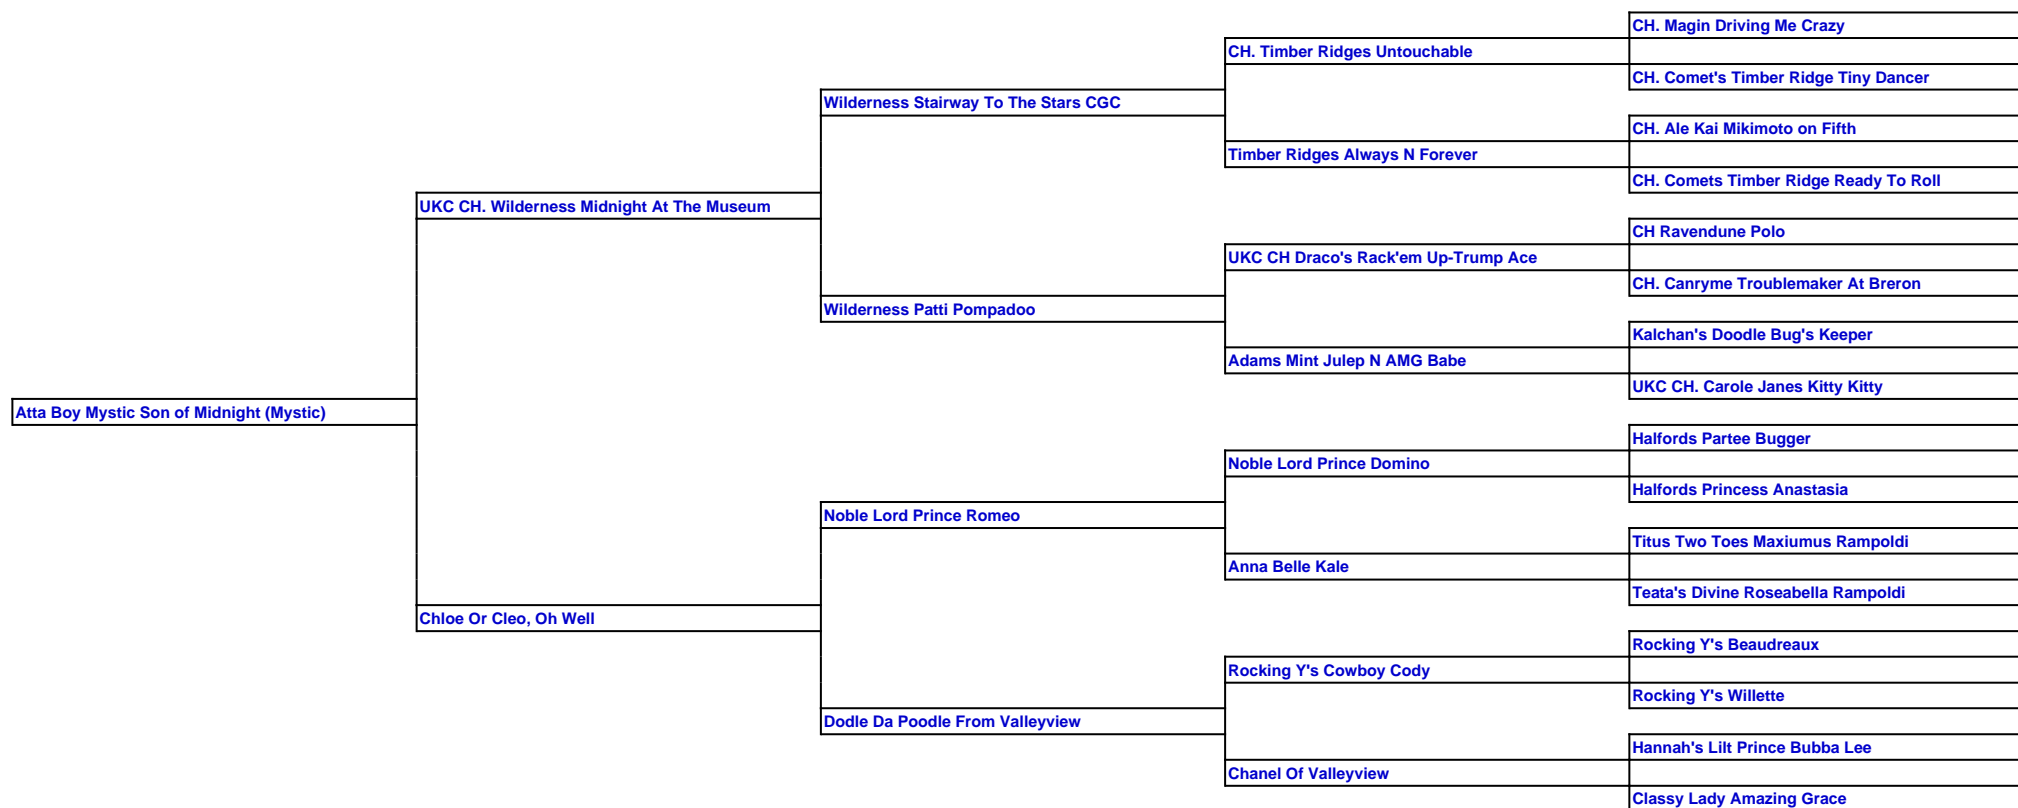 CH. Magin Driving Me Crazy
CH. Timber Ridges Untouchable
CH. Comet's Timber Ridge Tiny Dancer
Wilderness Stairway To The Stars CGC
CH. Ale Kai Mikimoto on Fifth
Timber Ridges Always N Forever
CH. Comets Timber Ridge Ready To Roll
UKC CH. Wilderness Midnight At The Museum
CH Ravendune Polo
UKC CH Draco's Rack'em Up-Trump Ace
CH. Canryme Troublemaker At Breron
Wilderness Patti Pompadoo
Kalchan's Doodle Bug's Keeper
Adams Mint Julep N AMG Babe
UKC CH. Carole Janes Kitty Kitty
Atta Boy Mystic Son of Midnight (Mystic)
Halfords Partee Bugger
Noble Lord Prince Domino
Halfords Princess Anastasia
Noble Lord Prince Romeo
Titus Two Toes Maxiumus Rampoldi
Anna Belle Kale
Teata's Divine Roseabella Rampoldi
Chloe Or Cleo, Oh Well
Rocking Y's Beaudreaux
Rocking Y's Cowboy Cody
Rocking Y's Willette
Dodle Da Poodle From Valleyview
Hannah's Lilt Prince Bubba Lee
Chanel Of Valleyview
Classy Lady Amazing Grace